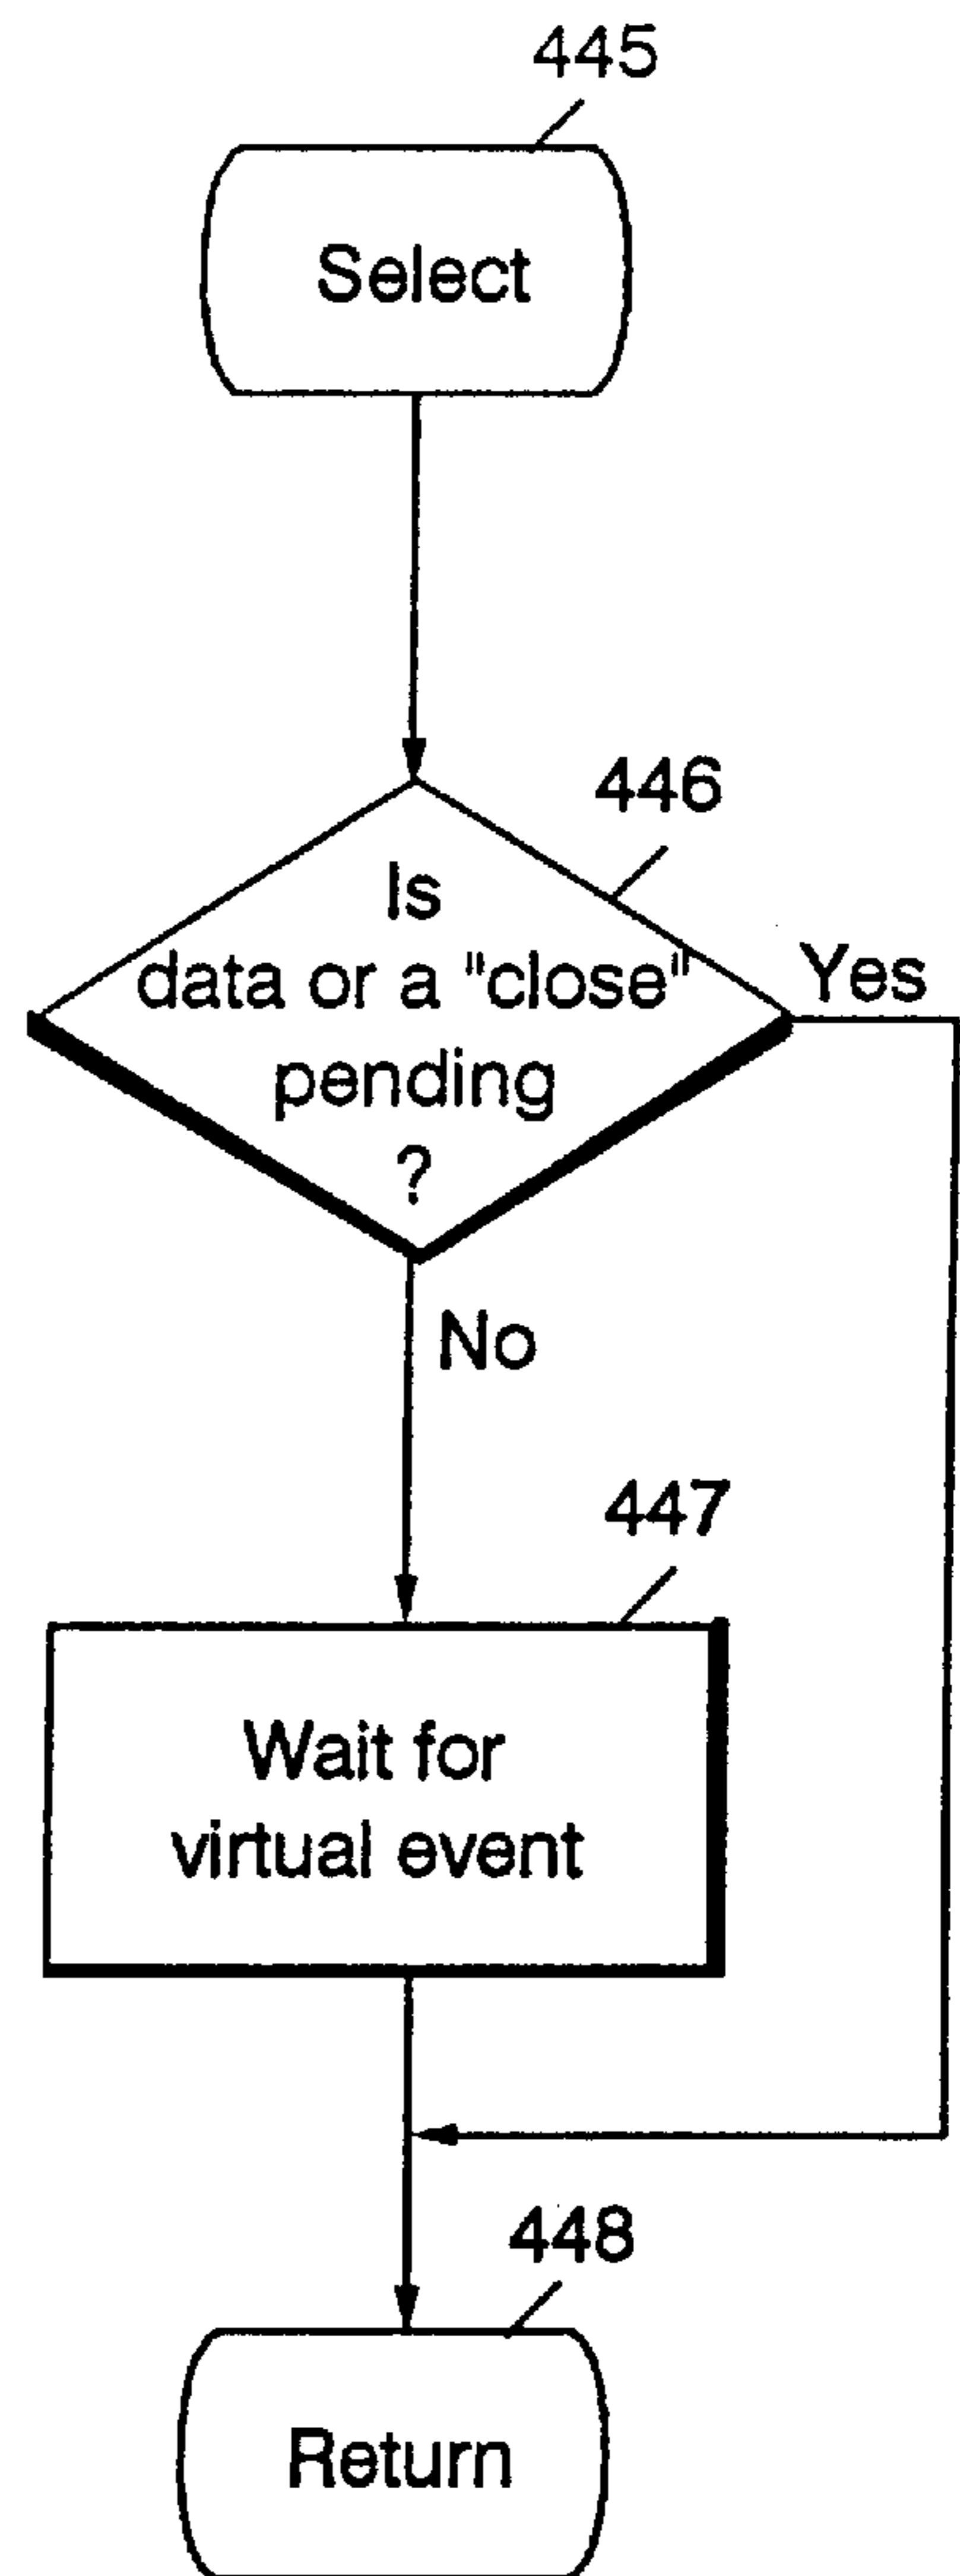 445
Select
446
Is
data or a "close"
pending
?
Yes
No
447
Wait for
virtual event
448
Return